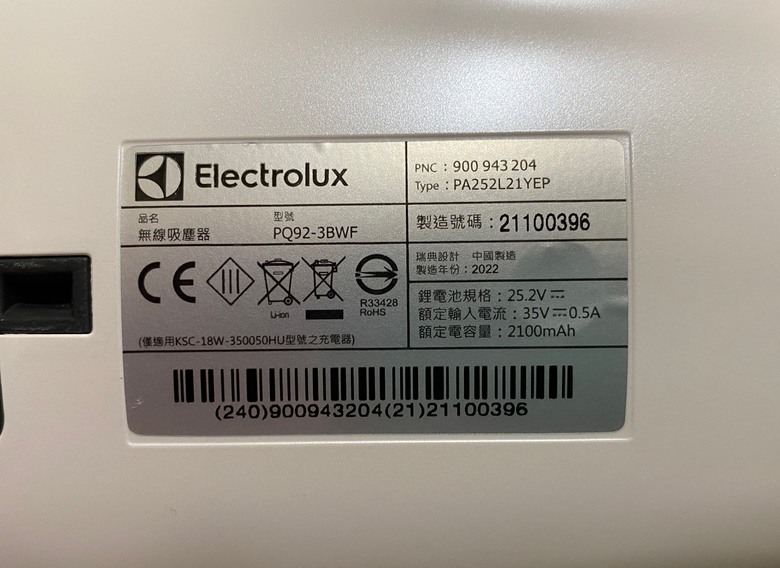 Electrolux
PNC : 900 943 204
Type : PA252L21YEP
品名
無線吸塵器
型號
PQ92-3BWF
製造號碼 : 21100396
瑞典設計 中國製造
製造年份 : 2022
CE
Li-ion
R33428
RoHS
(僅適用KSC-18W-350050HU型號之充電器)
鋰電池規格 : 25.2V⎓
額定輸入電流 : 35V⎓0.5A
額定電容量 : 2100mAh
(240)900943204(21)21100396